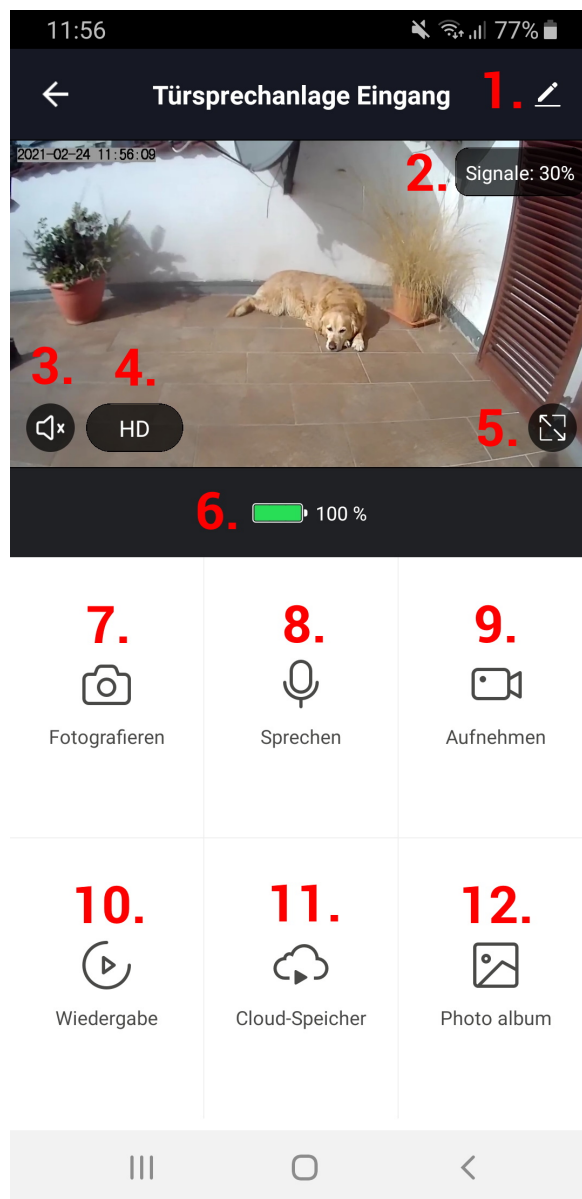 11:56 77%
Türsprechanlage Eingang 1.
2021-02-24 11:56:09
2. Signale: 30%
3. 4.
HD 5.
6. 100 %
7. 8. 9.
Fotografieren Sprechen Aufnehmen
10. 11. 12.
Wiedergabe Cloud-Speicher Photo album